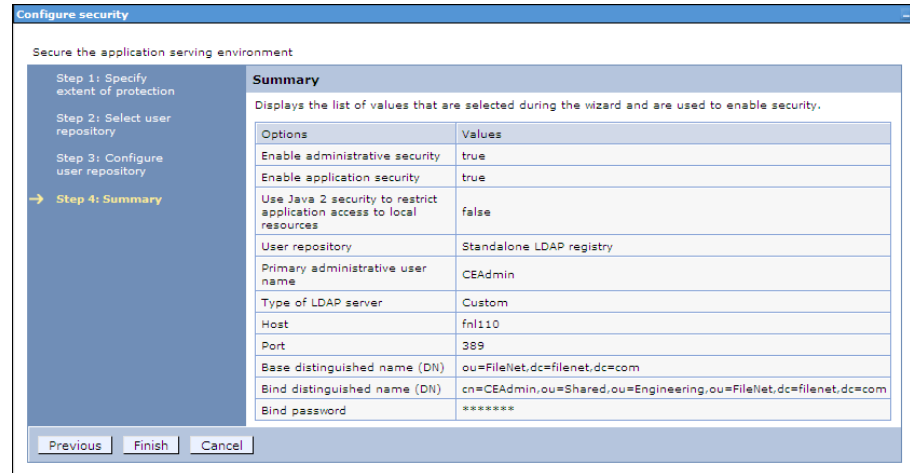 Configure security
Secure the application serving environment
Step 1: Specify
extent of protection
Step 2: Select user
repository
Step 3: Configure
user repository
Step 4: Summary
Summary
Displays the list of values that are selected during the wizard and are used to enable security.
Options Values
Enable administrative security true
Enable application security true
Use Java 2 security to restrict
application access to local
resources
false
User repository Standalone LDAP registry
Primary administrative user
name
CEAdmin
Type of LDAP server Custom
Host fnl110
Port 389
Base distinguished name (DN) ou=FileNet,dc=filenet,dc=com
Bind distinguished name (DN) cn=CEAdmin,ou=Shared,ou=Engineering,ou=FileNet,dc=filenet,dc=com
Bind password *******
Previous Finish Cancel